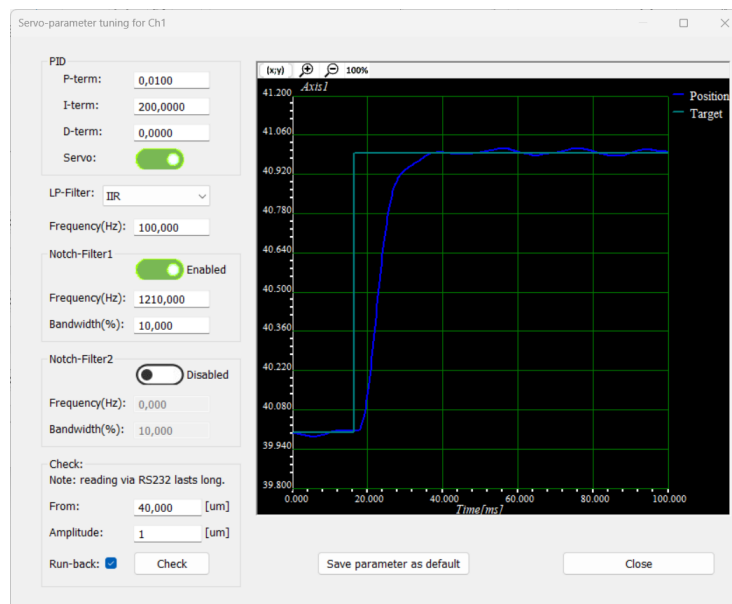 Servo-parameter tuning for Ch1
PID
P-term: 0,0100
I-term: 200,0000
D-term: 0,0000
Servo:
LP-Filter: IIR
Frequency(Hz): 100,000
Notch-Filter1
Enabled
Frequency(Hz): 1210,000
Bandwidth(%): 10,000
Notch-Filter2
Disabled
Frequency(Hz): 0,000
Bandwidth(%): 10,000
Check:
Note: reading via RS232 lasts long.
From: 40,000 [um]
Amplitude: 1 [um]
Run-back: Check
(x;y) 100%
Axis1
41.200
41.060
40.920
40.780
40.640
40.500
40.360
40.220
40.080
39.940
39.800
0.000 20.000 40.000 60.000 80.000 100.000
Time[ms]
Position
Target
Save parameter as default
Close